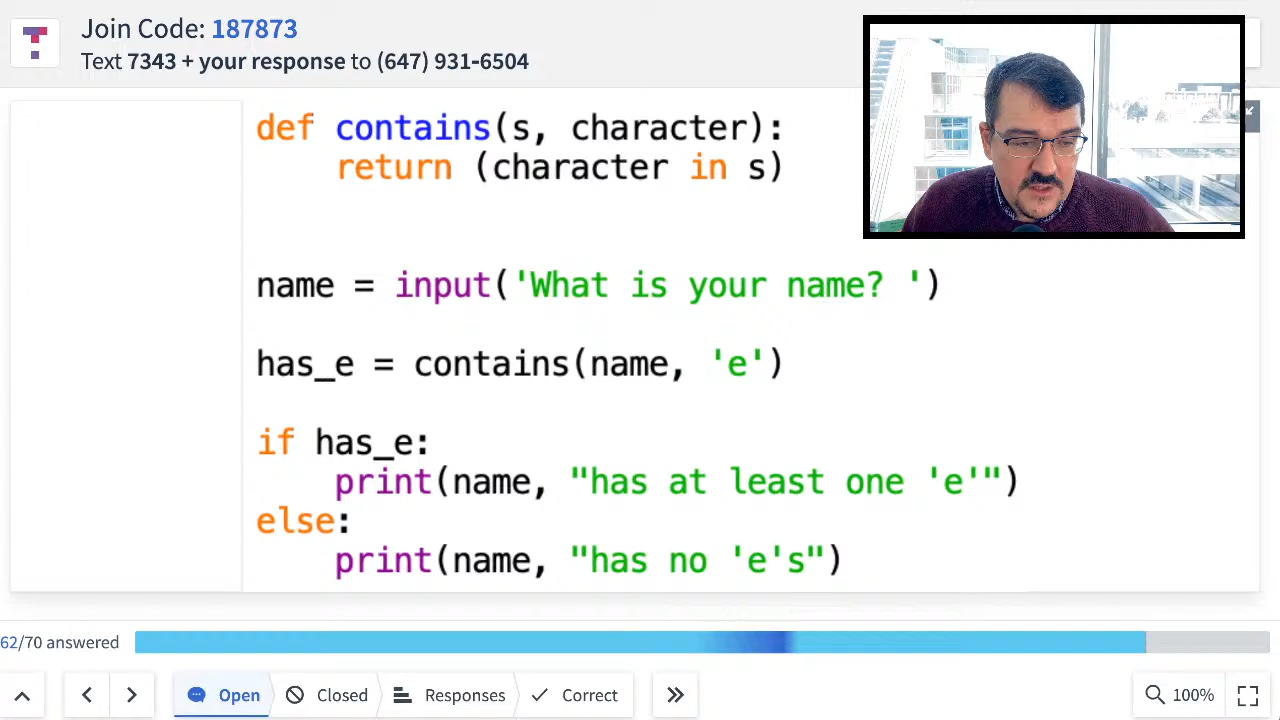 Join Code: 187873
Text 7343 + your response to (647) 931-6504
def contains(s, character):
    return (character in s)
name = input('What is your name? ')
has_e = contains(name, 'e')
if has_e:
    print(name, "has at least one 'e'")
else:
    print(name, "has no 'e's")
62/70 answered
Open Closed Responses Correct 100%